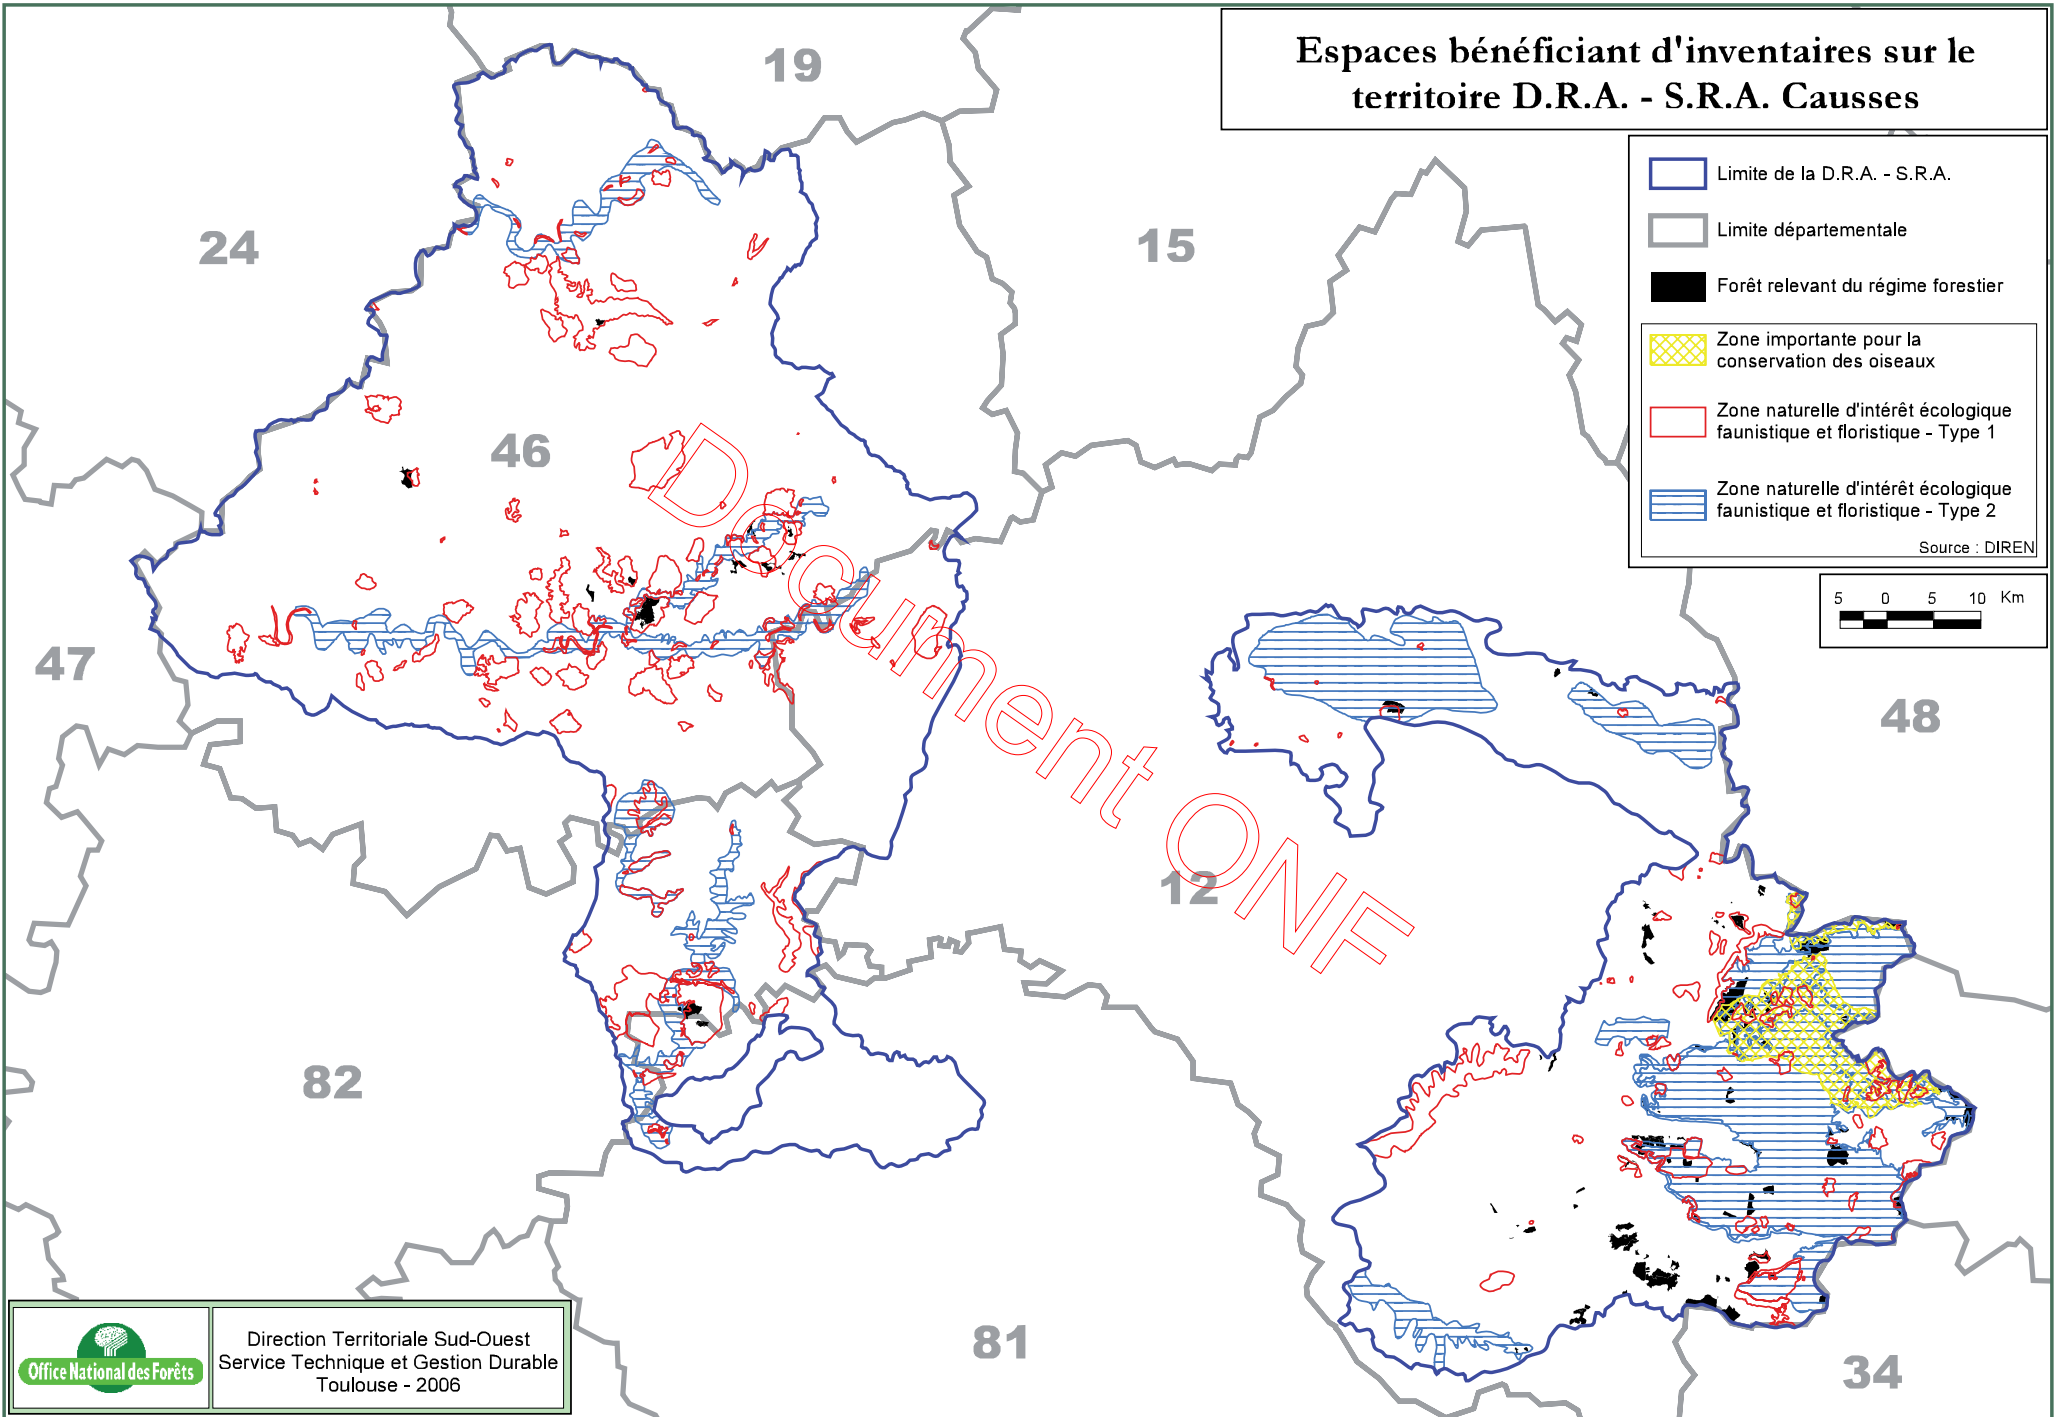 Espaces bénéficiant d'inventaires sur le
territoire D.R.A. - S.R.A. Causses
Limite de la D.R.A. - S.R.A.
Limite départementale
Forêt relevant du régime forestier
Zone importante pour la
conservation des oiseaux
Zone naturelle d'intérêt écologique
faunistique et floristique - Type 1
Zone naturelle d'intérêt écologique
faunistique et floristique - Type 2
Source : DIREN
5 0 5 10 Km
19
24
15
46
47
48
12
82
81
34
Document ONF
Office National des Forêts
Direction Territoriale Sud-Ouest
Service Technique et Gestion Durable
Toulouse - 2006